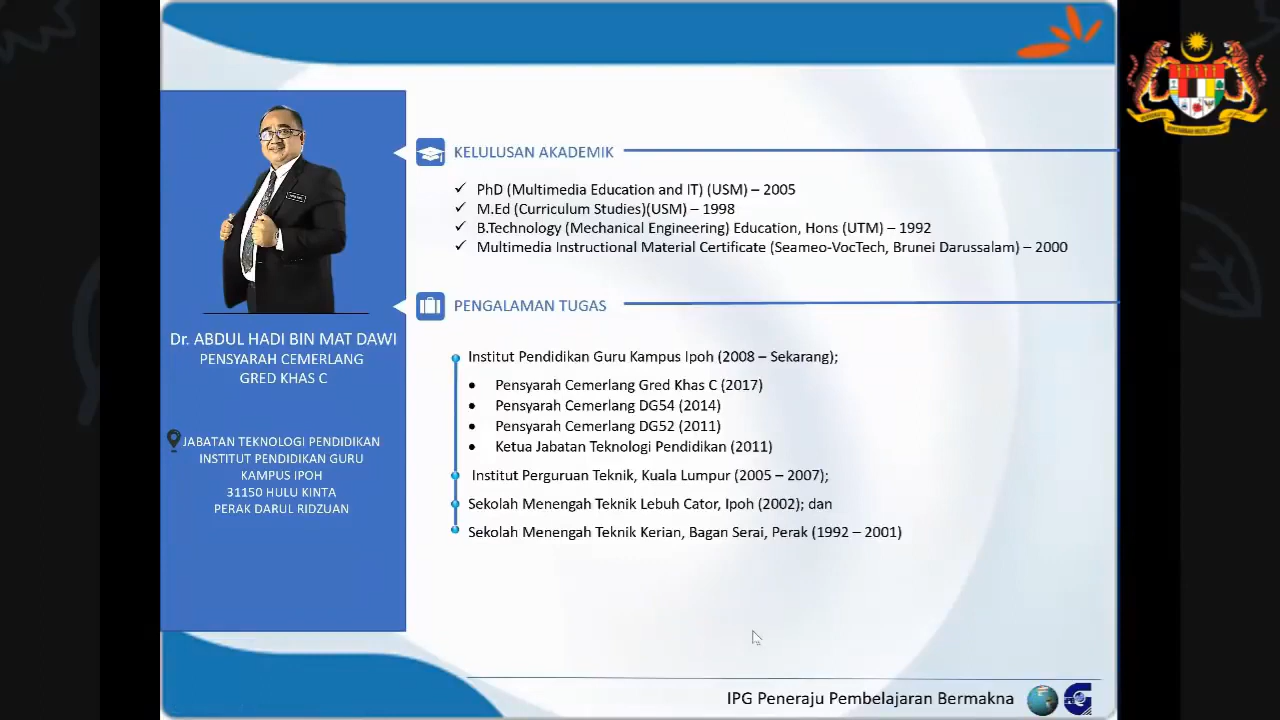 KELULUSAN AKADEMIK
PhD (Multimedia Education and IT) (USM) – 2005
M.Ed (Curriculum Studies)(USM) – 1998
B.Technology (Mechanical Engineering) Education, Hons (UTM) – 1992
Multimedia Instructional Material Certificate (Seameo-VocTech, Brunei Darussalam) – 2000
PENGALAMAN TUGAS
Dr. ABDUL HADI BIN MAT DAWI
PENSYARAH CEMERLANG
GRED KHAS C
JABATAN TEKNOLOGI PENDIDIKAN
INSTITUT PENDIDIKAN GURU
KAMPUS IPOH
31150 HULU KINTA
PERAK DARUL RIDZUAN
Institut Pendidikan Guru Kampus Ipoh (2008 – Sekarang);
Pensyarah Cemerlang Gred Khas C (2017)
Pensyarah Cemerlang DG54 (2014)
Pensyarah Cemerlang DG52 (2011)
Ketua Jabatan Teknologi Pendidikan (2011)
Institut Perguruan Teknik, Kuala Lumpur (2005 – 2007);
Sekolah Menengah Teknik Lebuh Cator, Ipoh (2002); dan
Sekolah Menengah Teknik Kerian, Bagan Serai, Perak (1992 – 2001)
IPG Peneraju Pembelajaran Bermakna